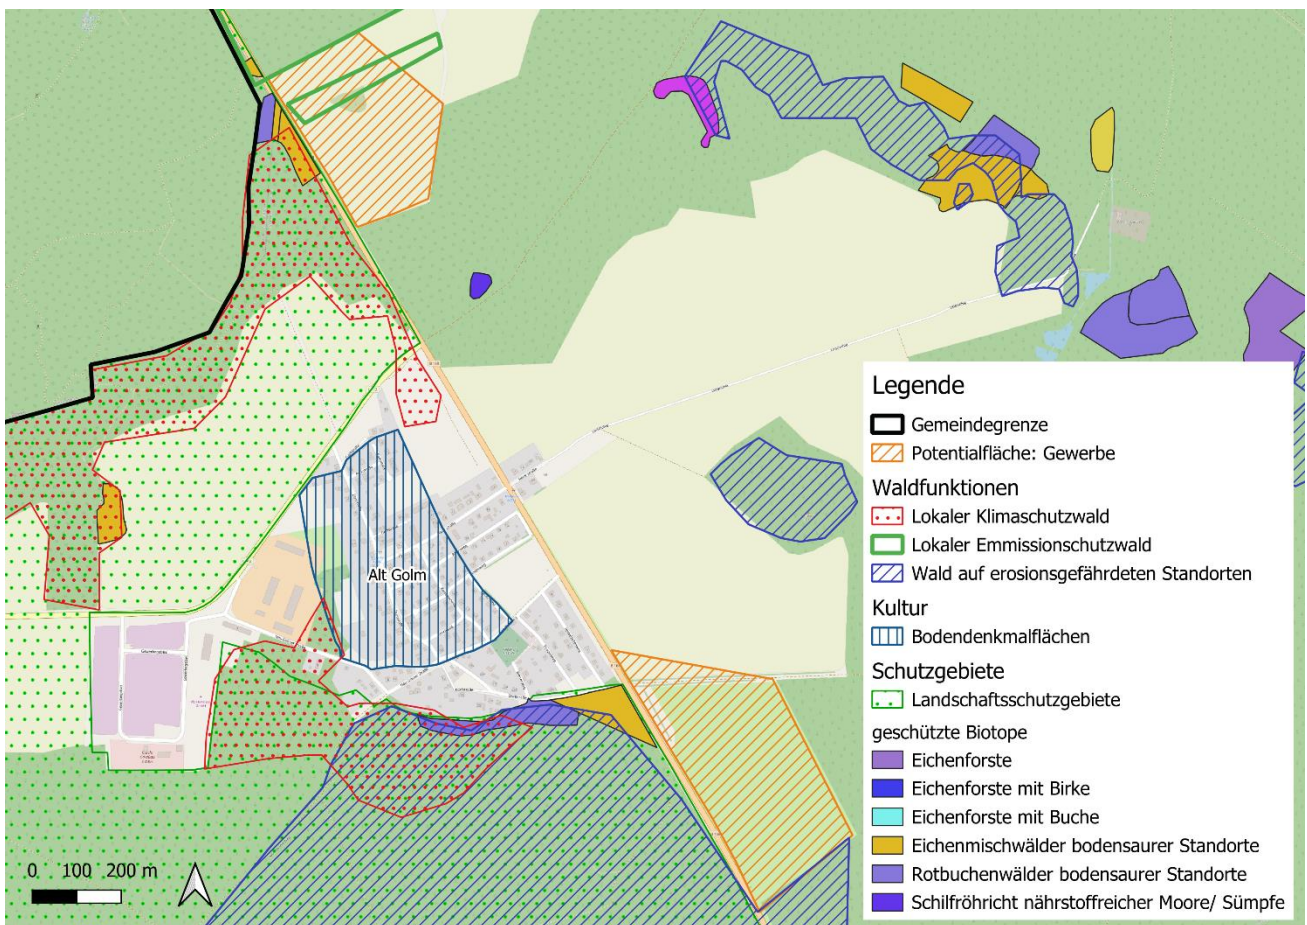 Alt Golm
0 100 200 m
Legende
Gemeindegrenze
Potentialfläche: Gewerbe
Waldfunktionen
Lokaler Klimaschutzwald
Lokaler Emmissionschutzwald
Wald auf erosionsgefährdeten Standorten
Kultur
Bodendenkmalflächen
Schutzgebiete
Landschaftsschutzgebiete
geschützte Biotope
Eichenforste
Eichenforste mit Birke
Eichenforste mit Buche
Eichenmischwälder bodensaurer Standorte
Rotbuchenwälder bodensaurer Standorte
Schilfröhricht nährstoffreicher Moore/ Sümpfe